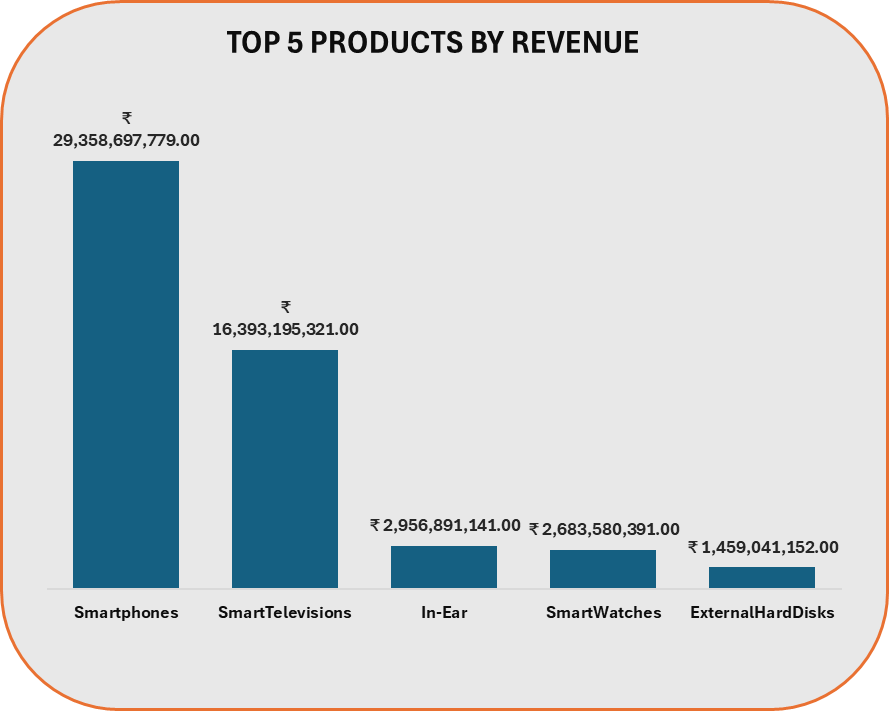 TOP 5 PRODUCTS BY REVENUE
₹
29,358,697,779.00
₹
16,393,195,321.00
₹ 2,956,891,141.00
₹ 2,683,580,391.00
₹ 1,459,041,152.00
Smartphones
SmartTelevisions
In-Ear
SmartWatches
ExternalHardDisks